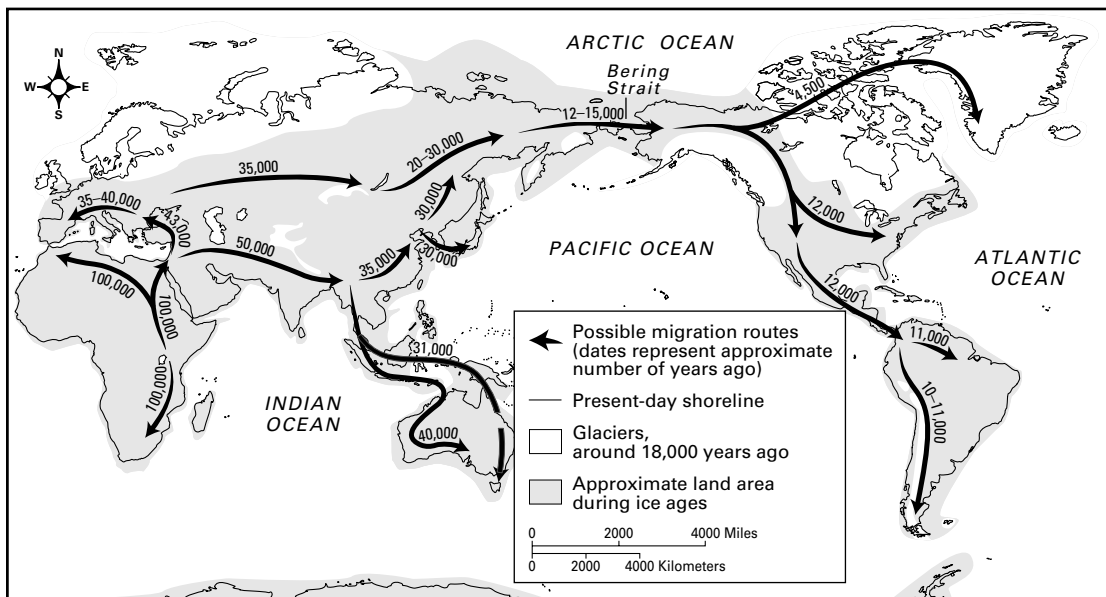 ARCTIC OCEAN
Bering
Strait
N
W
E
S
4,500
12–15,000
20–30,000
35,000
35–40,000
43,000
30,000
12,000
50,000
35,000
30,000
PACIFIC OCEAN
ATLANTIC
OCEAN
100,000
100,000
12,000
31,000
11,000
100,000
10–11,000
INDIAN
OCEAN
40,000
Possible migration routes
(dates represent approximate
number of years ago)
Present-day shoreline
Glaciers,
around 18,000 years ago
Approximate land area
during ice ages
0
2000
4000 Miles
0
2000
4000 Kilometers